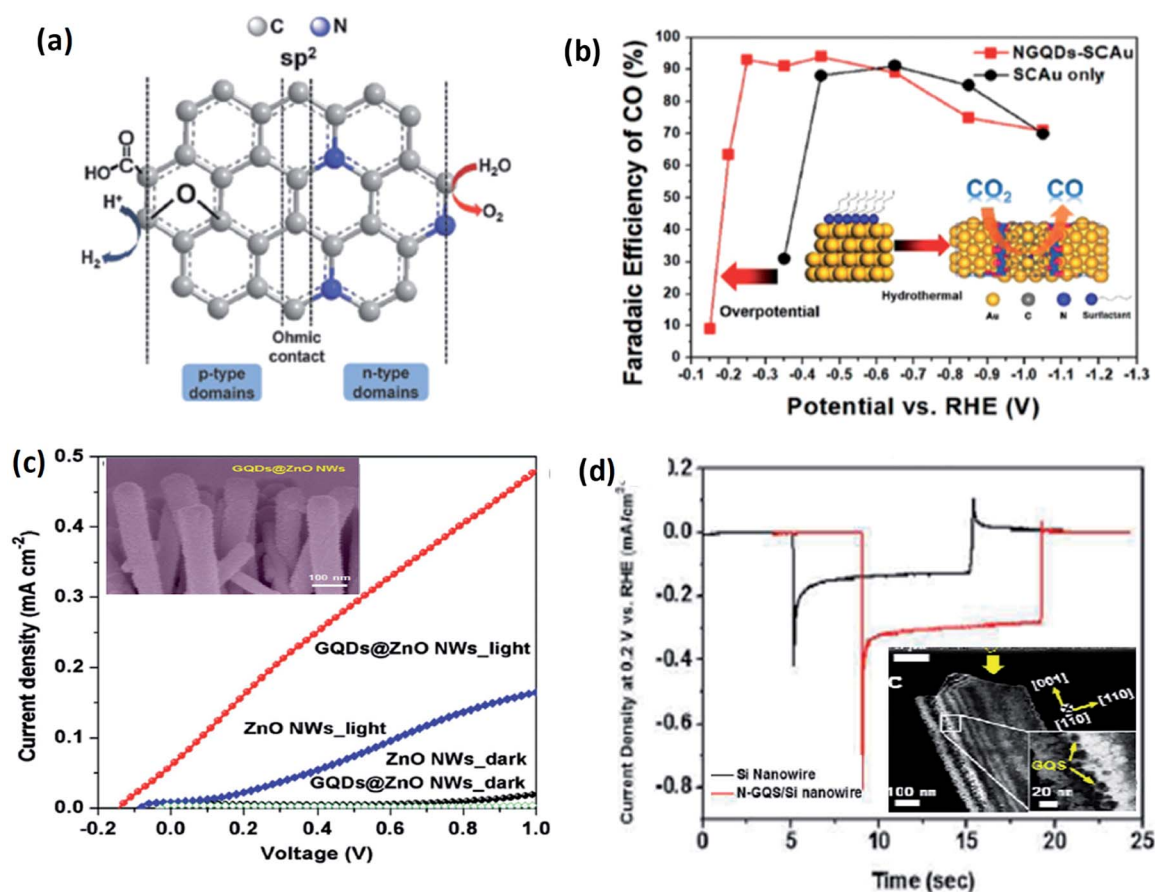 (a)
C N
sp2
O
HO
C
O
H+
H2
H2O
O2
N
Ohmic
contact
p-type
domains
n-type
domains
(b)
Faradaic Efficiency of CO (%)
100
90
80
70
60
50
40
30
20
10
0
NGQDs-SCAu
SCAu only
CO2 CO
Overpotential
Hydrothermal
Au C N Surfactant
-0.1 -0.2 -0.3 -0.4 -0.5 -0.6 -0.7 -0.8 -0.9 -1.0 -1.1 -1.2 -1.3
Potential vs. RHE (V)
(c)
Current density (mA cm-2)
0.5
0.4
0.3
0.2
0.1
0.0
GQDs@ZnO NWs
100 nm
GQDs@ZnO NWs_light
ZnO NWs_light
ZnO NWs_dark
GQDs@ZnO NWs_dark
-0.2 0.0 0.2 0.4 0.6 0.8 1.0
Voltage (V)
(d)
Current Density at 0.2 V vs. RHE (mA/cm2)
0.2
0.0
-0.2
-0.4
-0.6
-0.8
Si Nanowire
N-GQS/Si nanowire
C
[001]
[110]
[1̄10]
GQS
100 nm
20 nm
0 5 10 15 20 25
Time (sec)